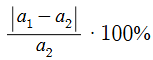 |a₁ − a₂|
a₂
· 100%